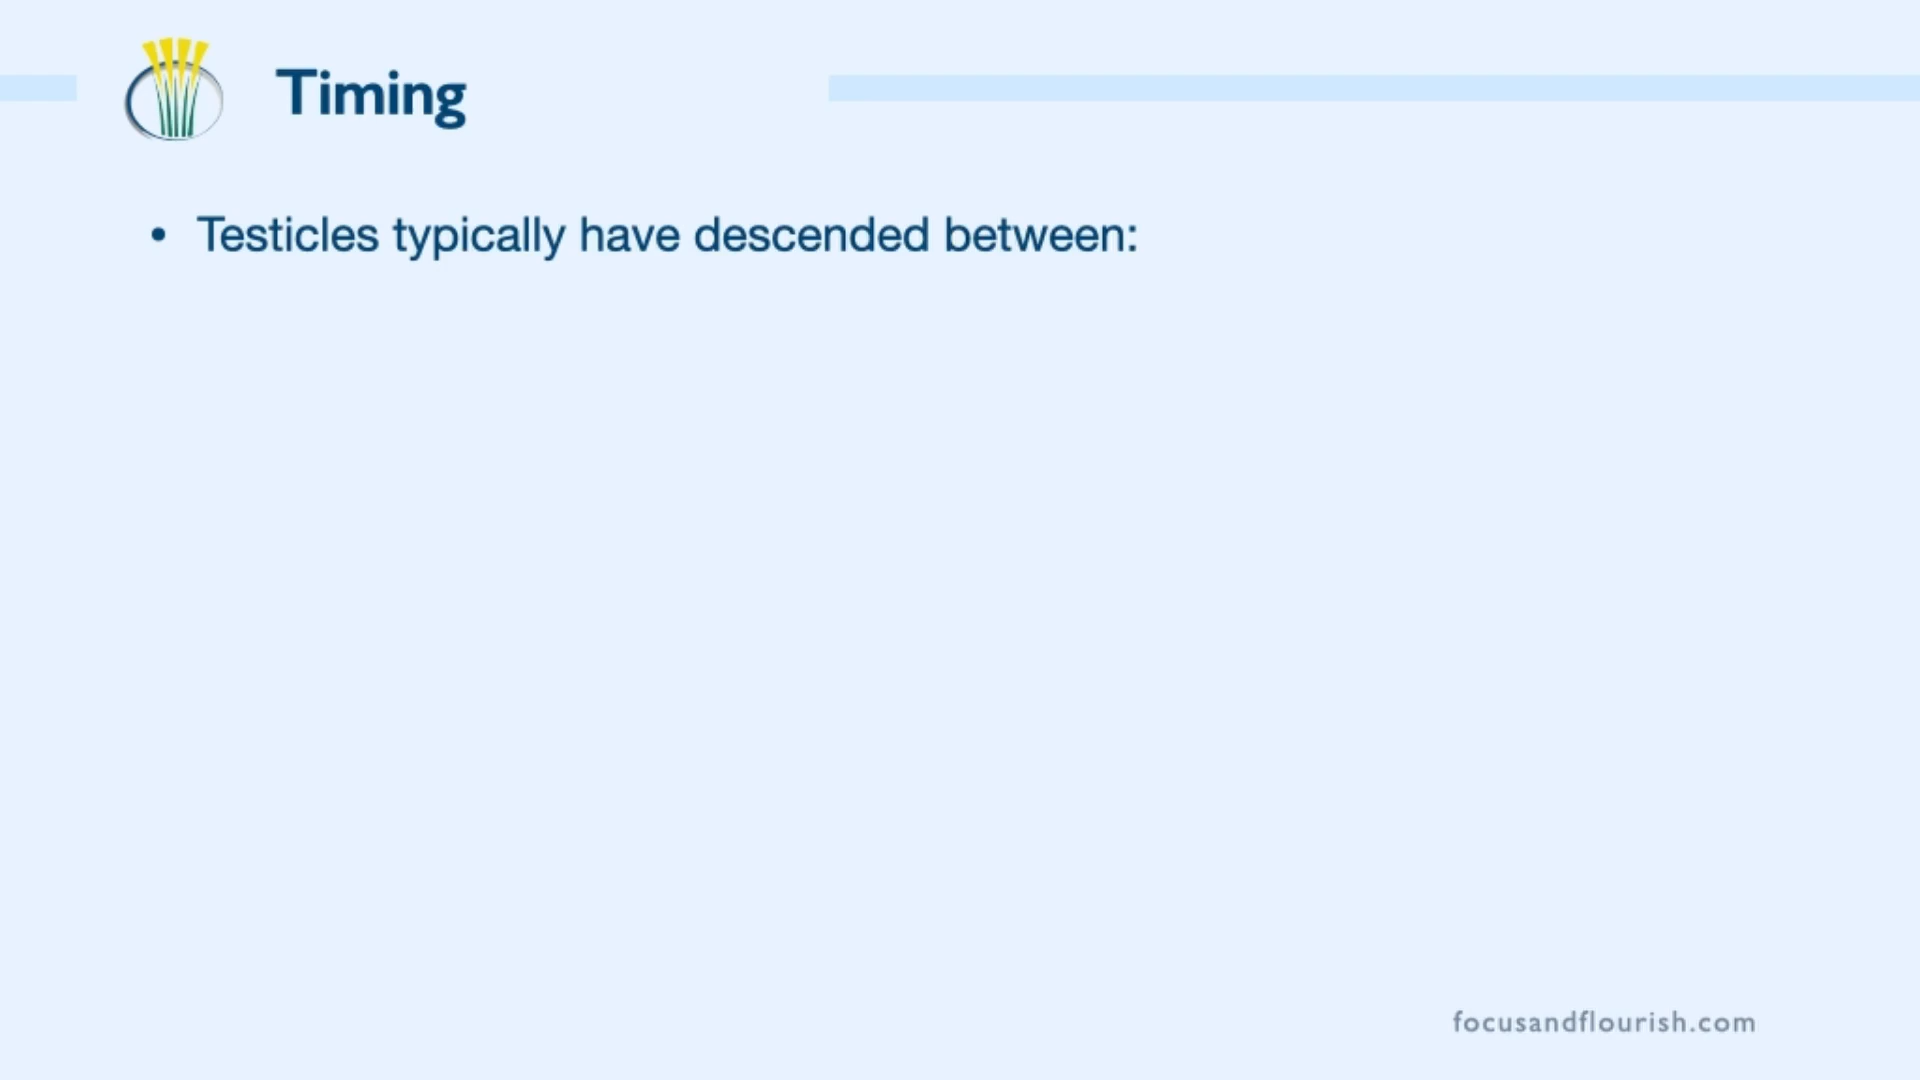 Timing
• Testicles typically have descended between:
focusandflourish.com